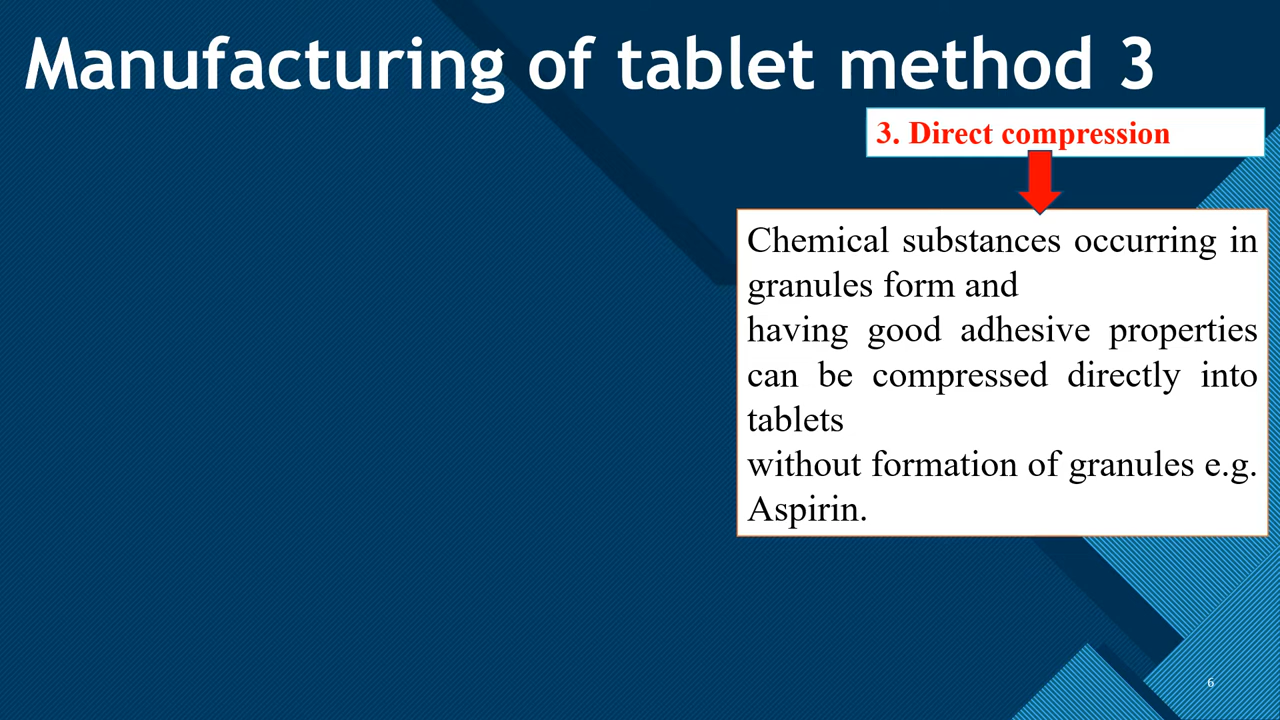 Manufacturing of tablet method 3
3. Direct compression
Chemical substances occurring in
granules form and
having good adhesive properties
can be compressed directly into
tablets
without formation of granules e.g.
Aspirin.
6